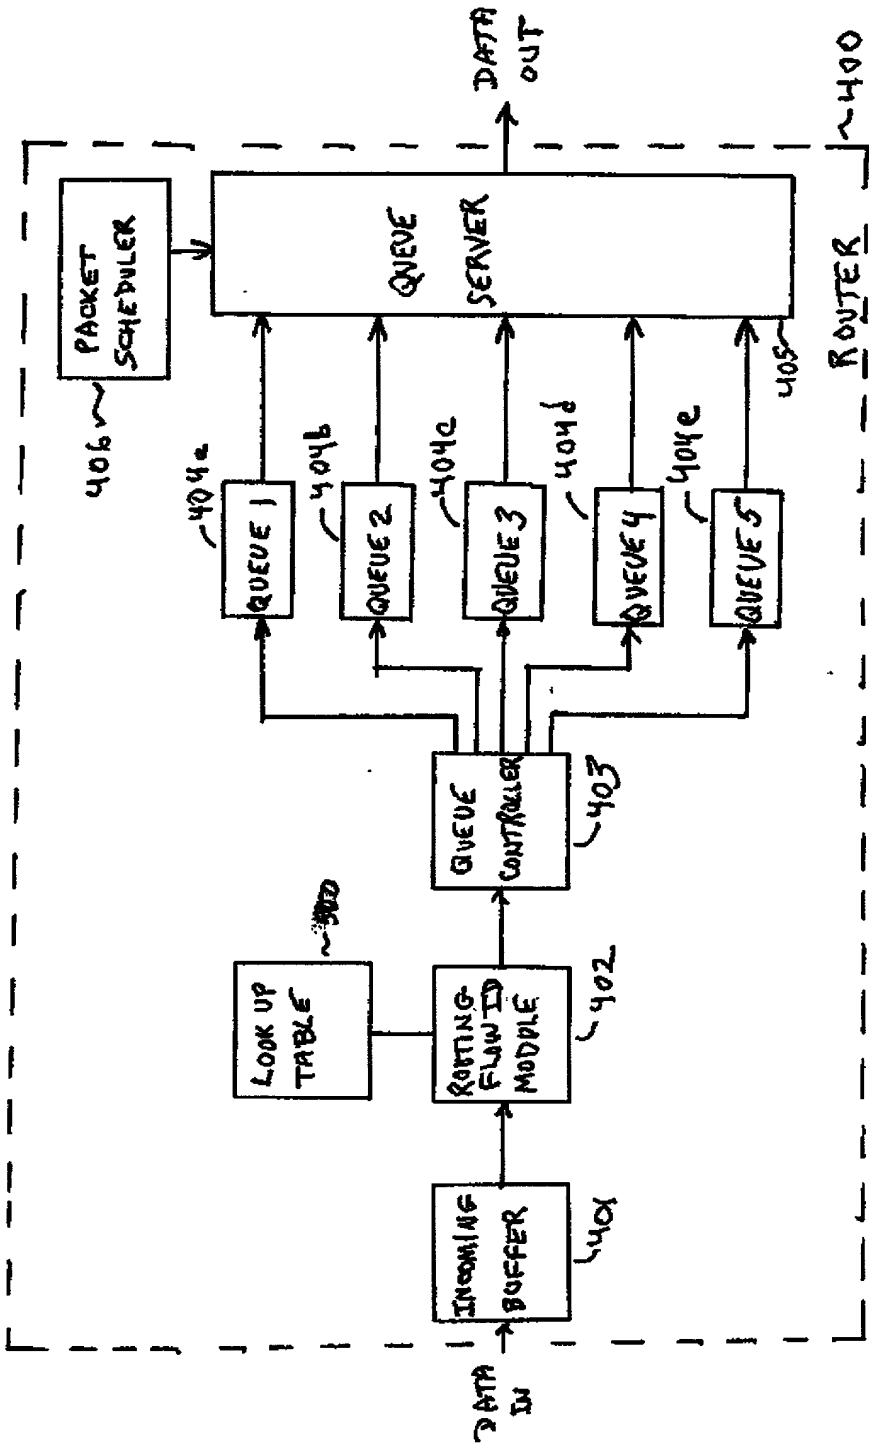 DATA
IN
INCOMING
BUFFER
401
LOOK UP
TABLE
ROUTING
FLOW ID
MODULE
402
QUEUE
CONTROLLER
403
QUEUE 1
404a
QUEUE 2
404b
QUEUE 3
404c
QUEUE 4
404d
QUEUE 5
404e
PACKET
SCHEDULER
406
QUEUE
SERVER
405
DATA
OUT
ROUTER
400